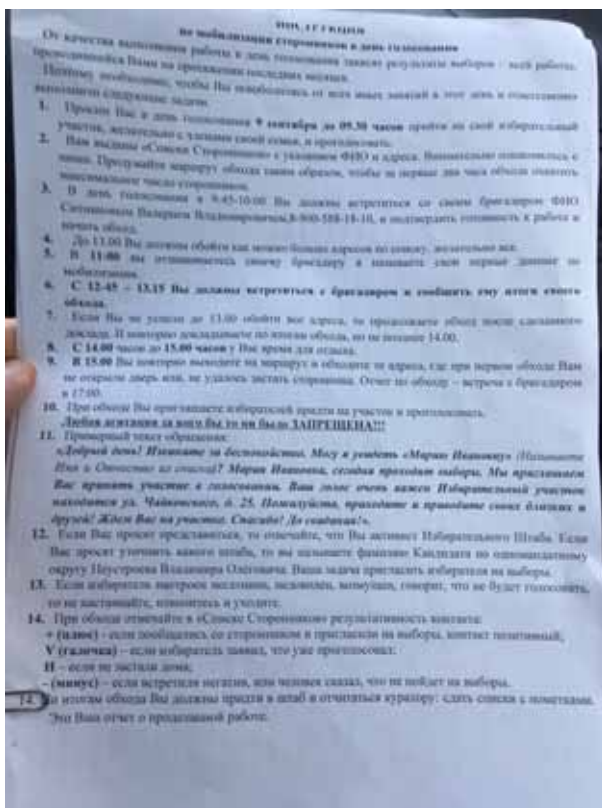 ИНСТРУКЦИЯ
по мобилизации сторонников в день голосования
От качества выполнения работы в день голосования зависят результаты выборов – всей работы,
проводившейся Вами на протяжении последних месяцев.
Поэтому необходимо, чтобы Вы освободились от всех иных занятий в этот день и ответственно
выполнили следующие задачи.
1. Просим Вас в день голосования 9 сентября до 09.30 часов прийти на свой избирательный
участок, желательно с членами своей семьи, и проголосовать.
2. Вам выданы «Списки Сторонников» с указанием ФИО и адреса. Внимательно ознакомьтесь с
ними. Продумайте маршрут обхода таким образом, чтобы за первые два часа обхода охватить
максимальное число сторонников.
3. В день голосования в 9.45-10.00 Вы должны встретиться со своим бригадиром ФИО
Владимировичем, и подтвердить готовность к работе и
начать обход.
4. До 13.00 Вы должны обойти как можно больше адресов по списку, желательно все.
5. В 11-00 вы отзваниваетесь своему бригадиру и называете свои первые данные по
мобилизации.
6. С 12-45 – 13.15 Вы должны встретиться с бригадиром и сообщить ему итоги своего
обхода.
7. Если Вы не успели до 13.00 обойти все адреса, то продолжаете обход после сделанного
доклада. И повторно докладываете по итогам обхода, но не позднее 14.00.
8. С 14.00 часов до 15.00 часов у Вас время для отдыха.
9. В 15.00 Вы повторно выходите на маршрут и обходите те адреса, где при первом обходе Вам
не открыли дверь или, не удалось застать сторонника. Отчет по обходу – встреча с бригадиром
в 17:00.
10. При обходе Вы приглашаете избирателей придти на участок и проголосовать.
Любая агитация за кого бы то ни было ЗАПРЕЩЕНА!!!
11. Примерный текст обращения:
«Добрый день! Извините за беспокойство. Могу я увидеть «Марию Ивановну» (Называете
Имя и Отчество из списка)? Мария Ивановна, сегодня проходят выборы. Мы приглашаем
Вас принять участие в голосовании. Ваш голос очень важен Избирательный участок
находится ул. Чайковского, д. 25. Пожалуйста, приходите и приводите своих близких и
друзей! Ждем Вас на участке. Спасибо! До свидания!».
12. Если Вас просят представиться, то отвечайте, что Вы активист Избирательного Штаба. Если
Вас просят уточнить какого штаба, то вы называете фамилию Кандидата по одномандатному
округу Неустроева Владимира Олеговича. Ваша задача пригласить избирателя на выборы.
13. Если избиратель настроен негативно, недоволен, возмущен, говорит, что не будет голосовать,
то не настаивайте, извинитесь и уходите.
14. При обходе отмечайте в «Списке Сторонников» результативность контакта:
+ (плюс) - если пообщались со сторонником и пригласили на выборы, контакт позитивный;
V (галочка) – если избиратель заявил, что уже проголосовал;
Н – если не застали дома;
- (минус) – если встретили негатив, или человек сказал, что не пойдет на выборы.
14. По итогам обхода Вы должны придти в штаб и отчитаться куратору: сдать списки с пометками.
Это Ваш отчет о проделанной работе.